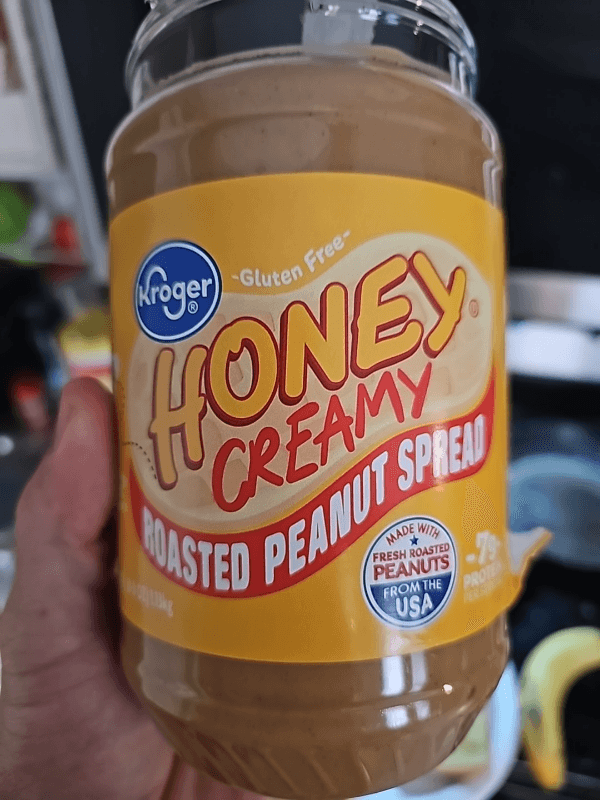 Kroger®
-Gluten Free-
HONEY
CREAMY
ROASTED PEANUT SPREAD
MADE WITH
FRESH ROASTED
PEANUTS
FROM THE
USA
-7g-
PROTEIN